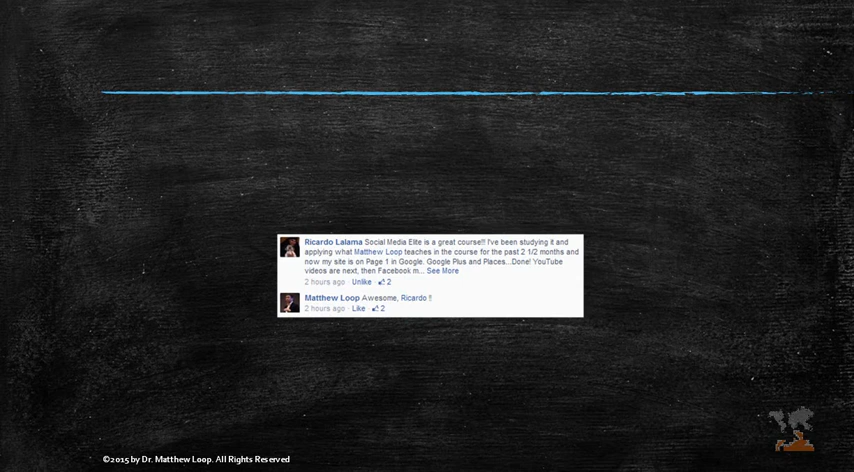 Ricardo Lalama Social Media Elite is a great course!! I've been studying it and
applying what Matthew Loop teaches in the course for the past 2 1/2 months and
now my site is on Page 1 in Google. Google Plus and Places...Done! YouTube
videos are next, then Facebook m... See More
2 hours ago · Unlike · 2
Matthew Loop Awesome, Ricardo !
2 hours ago · Like · 2
©2015 by Dr. Matthew Loop. All Rights Reserved